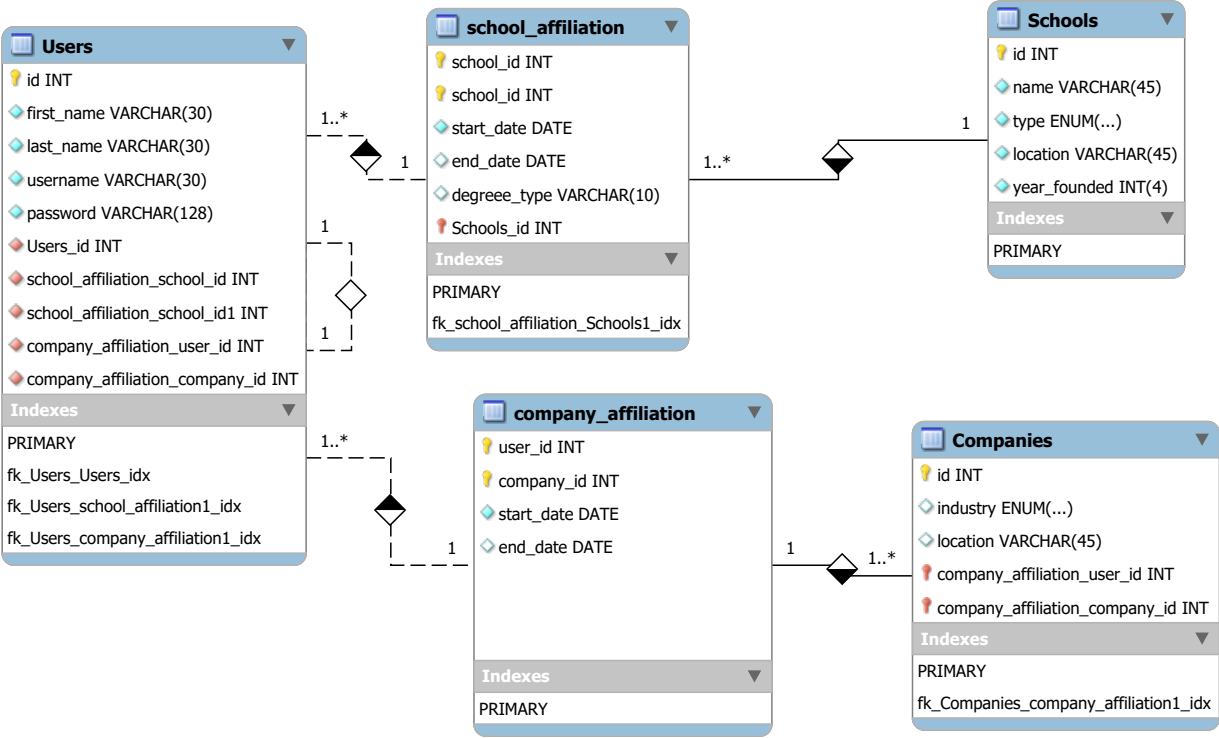 Users
id INT
first_name VARCHAR(30)
last_name VARCHAR(30)
username VARCHAR(30)
password VARCHAR(128)
Users_id INT
school_affiliation_school_id INT
school_affiliation_school_id1 INT
company_affiliation_user_id INT
company_affiliation_company_id INT
Indexes
PRIMARY
fk_Users_Users_idx
fk_Users_school_affiliation1_idx
fk_Users_company_affiliation1_idx
1..*
1
1
1
1..*
1
school_affiliation
school_id INT
school_id INT
start_date DATE
end_date DATE
degreee_type VARCHAR(10)
Schools_id INT
Indexes
PRIMARY
fk_school_affiliation_Schools1_idx
1..*
1
Schools
id INT
name VARCHAR(45)
type ENUM(...)
location VARCHAR(45)
year_founded INT(4)
Indexes
PRIMARY
company_affiliation
user_id INT
company_id INT
start_date DATE
end_date DATE
Indexes
PRIMARY
1
1..*
Companies
id INT
industry ENUM(...)
location VARCHAR(45)
company_affiliation_user_id INT
company_affiliation_company_id INT
Indexes
PRIMARY
fk_Companies_company_affiliation1_idx